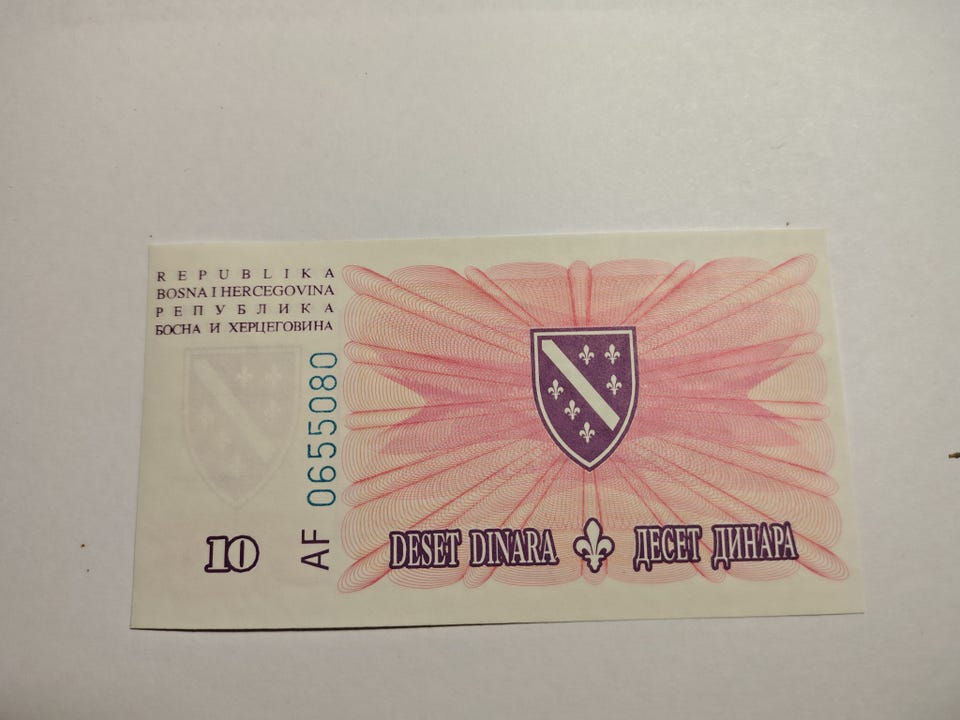 REPUBLIKA
BOSNA I HERCEGOVINA
РЕПУБЛИКА
БОСНА И ХЕРЦЕГОВИНА
AF 0655080
10
DESET DINARA ДЕСЕТ ДИНАРА